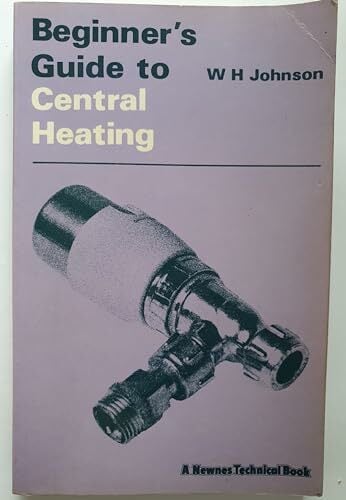 Beginner's
Guide to
W H Johnson
Central
Heating
A Newnes Technical Book